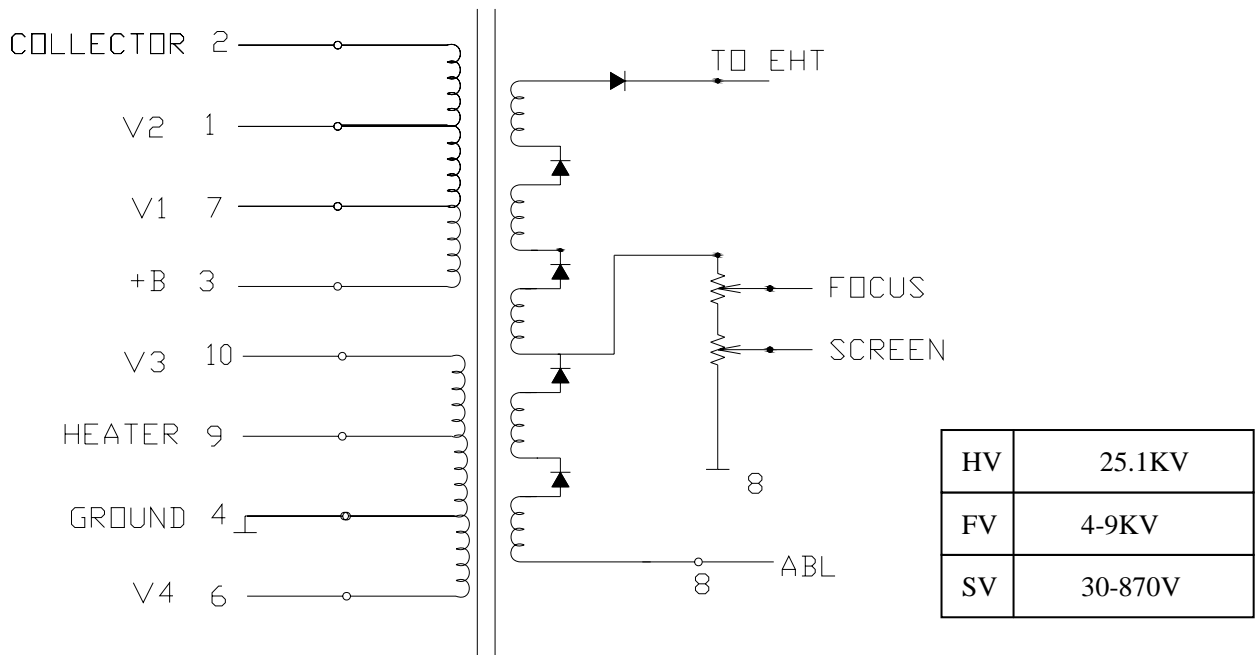 COLLECTOR 2
V2 1
V1 7
+B 3
V3 10
HEATER 9
GROUND 4
V4 6
TO EHT
FOCUS
SCREEN
8
ABL
8
HV 25.1KV
FV 4-9KV
SV 30-870V